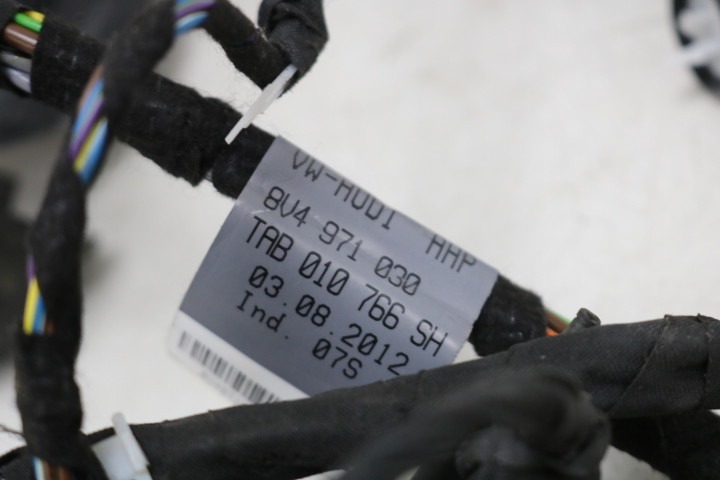 VW-AUDI AHP
8V4 971 030
TAB 010 766 SH
03.08.2012
Ind. 07S